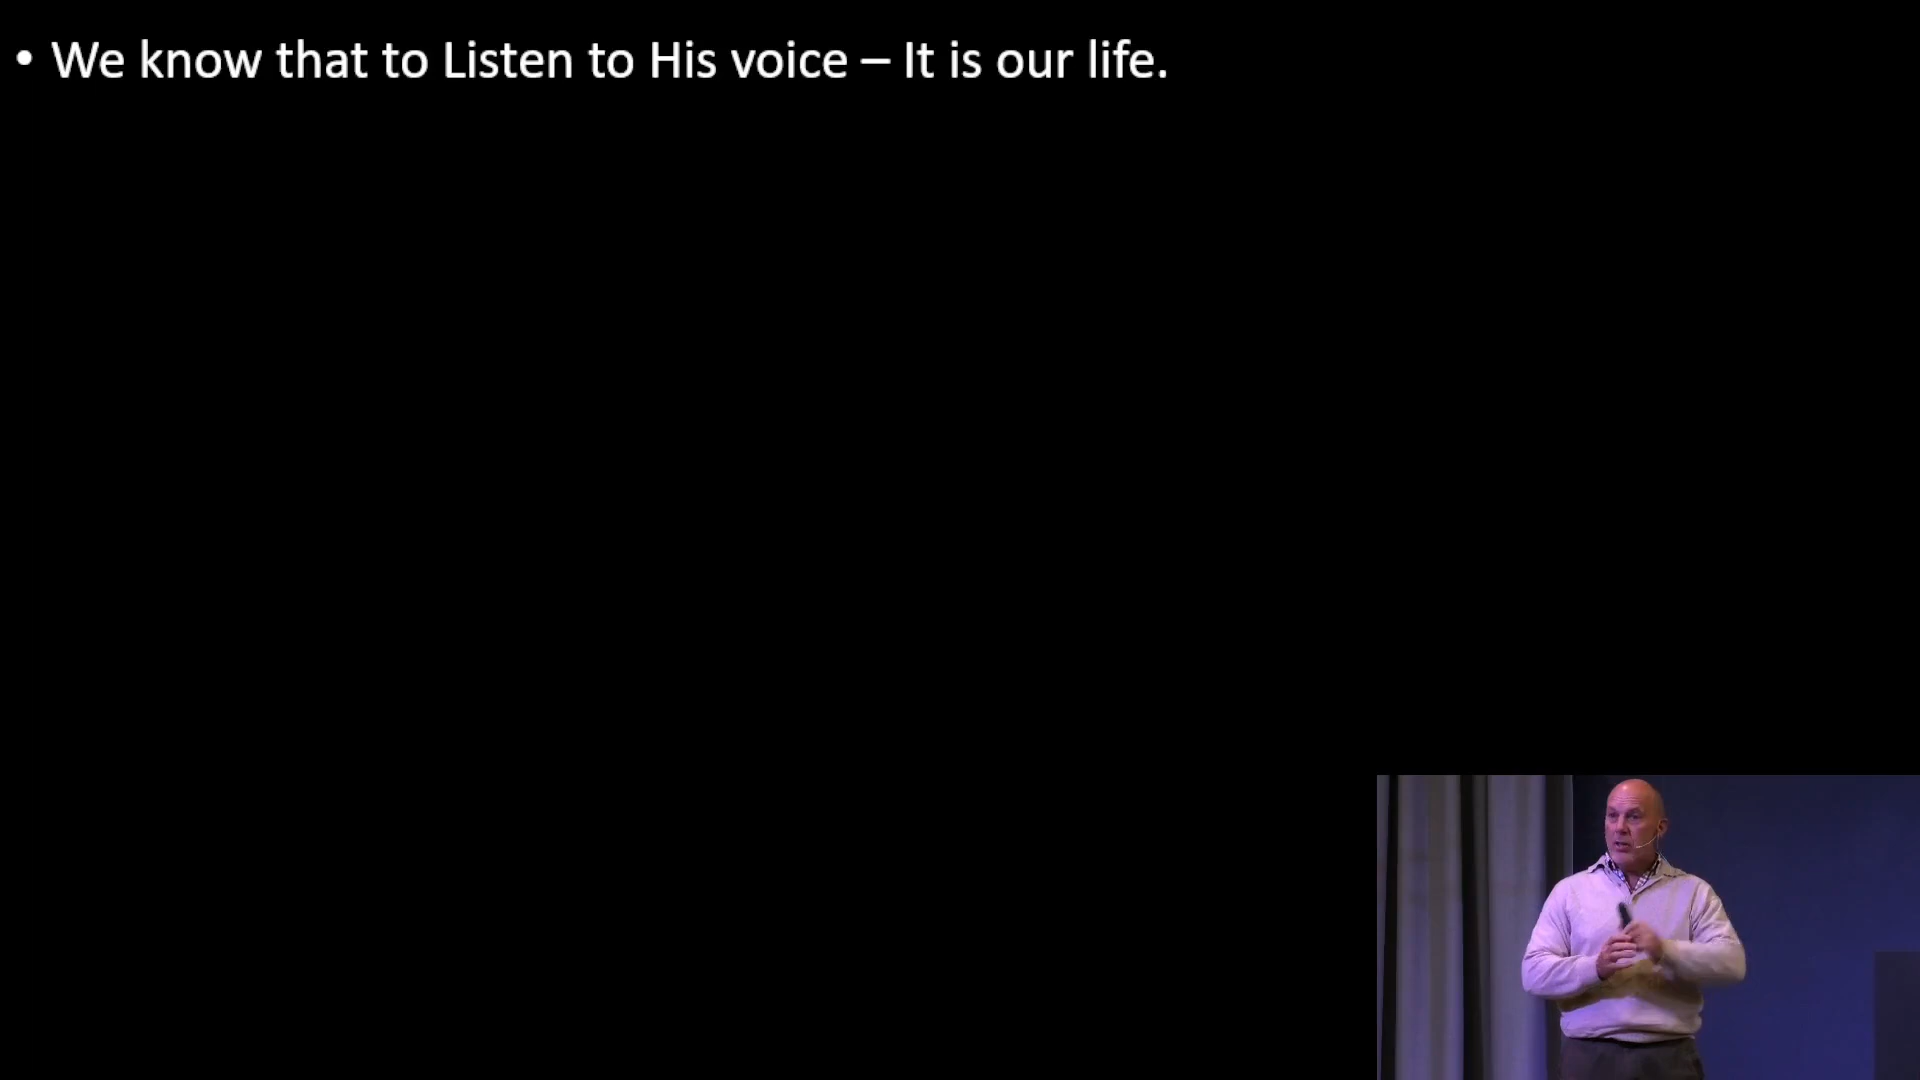 • We know that to Listen to His voice – It is our life.